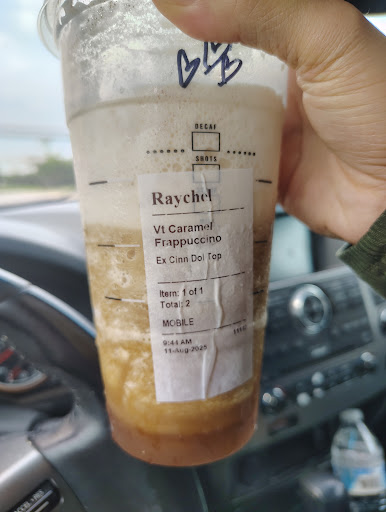 DECAF
SHOTS
Raychel
Vt Caramel
Frappuccino
Ex Cinn Dol Top
Item: 1 of 1
Total: 2
MOBILE
9:44 AM
11-Aug-2025